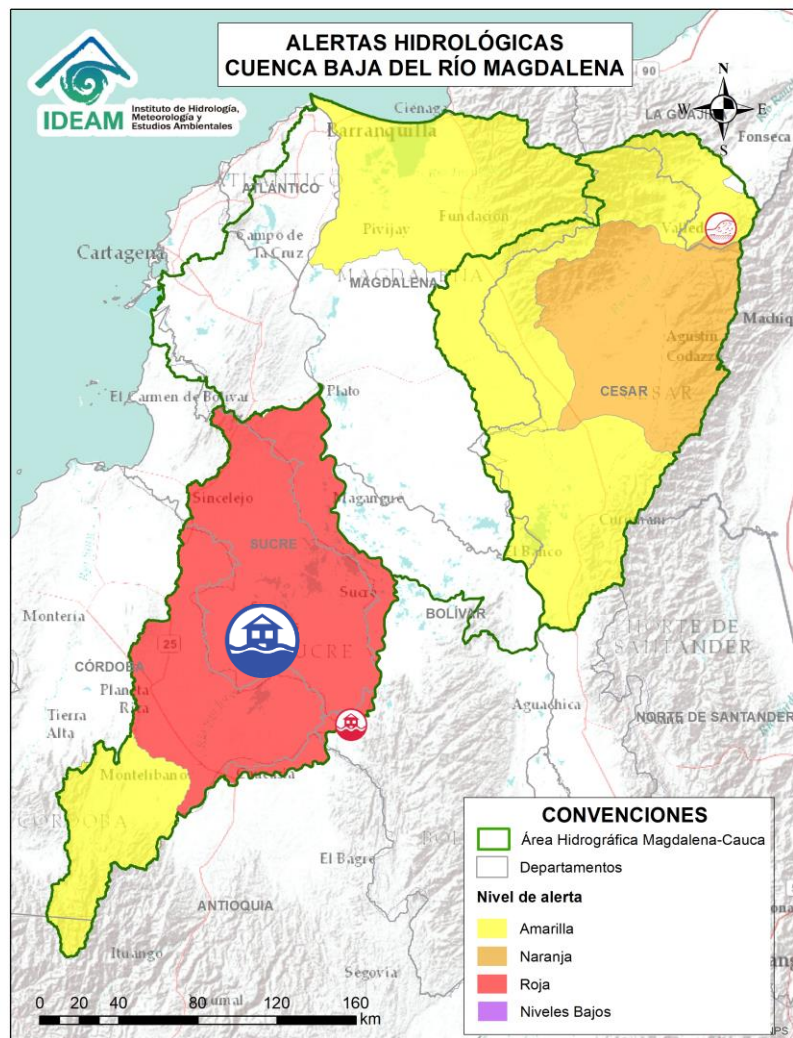 ALERTAS HIDROLÓGICAS
CUENCA BAJA DEL RÍO MAGDALENA
IDEAM
Instituto de Hidrología,
Meteorología y
Estudios Ambientales
N
W
E
S
90
LA GUAJIRA
Ciénaga
Barranquilla
Fonseca
ATLÁNTICO
Pivijay
Fundación
Cartagena
Campo de
la Cruz
MAGDALENA
MAGDALENA
Agustín
Codazzi
CESAR
El Carmen de Bolívar
Plato
Sincelejo
Magangue
SUCRE
Curumaní
El Banco
Sucre
BOLÍVAR
Montería
25
SUCRE
NORTE DE
SANTANDER
CÓRDOBA
Planeta
Rica
Aguachica
NORTE DE SANTANDER
Tierra
Alta
Montelibano
CÓRDOBA
El Bagre
ANTIOQUIA
Ituango
Segovia
0 20 40 80 120 160
km
CONVENCIONES
Área Hidrográfica Magdalena-Cauca
Departamentos
Nivel de alerta
Amarilla
Naranja
Roja
Niveles Bajos